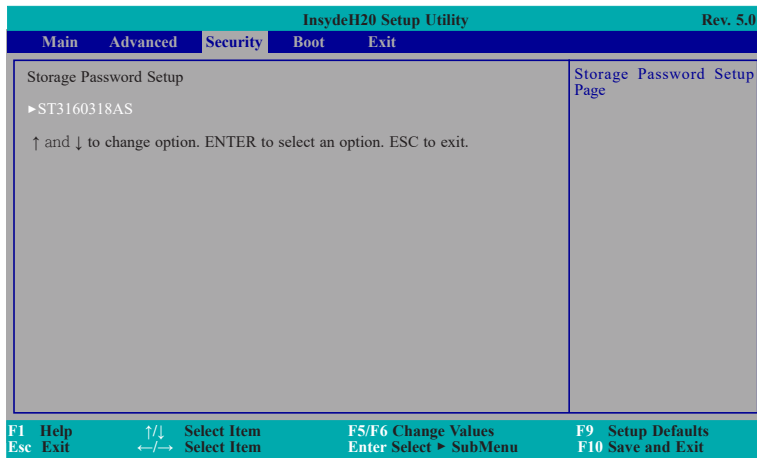 InsydeH20 Setup Utility Rev. 5.0
Main Advanced Security Boot Exit
Storage Password Setup
Storage Password Setup
Page
►ST3160318AS
↑ and ↓ to change option. ENTER to select an option. ESC to exit.
F1 Help ↑/↓ Select Item F5/F6 Change Values F9 Setup Defaults
Esc Exit ←/→ Select Item Enter Select ► SubMenu F10 Save and Exit